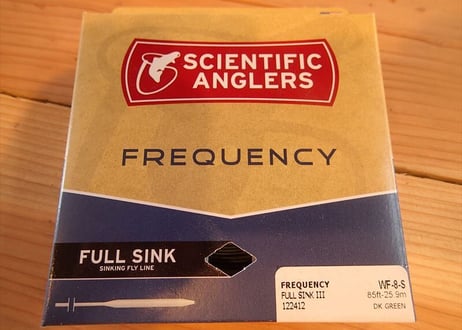 SCIENTIFIC
ANGLERS
FREQUENCY
FULL SINK
SINKING FLY LINE
FREQUENCY WF-8-S
FULL SINK III 85ft-25.9m
122412 DK GREEN